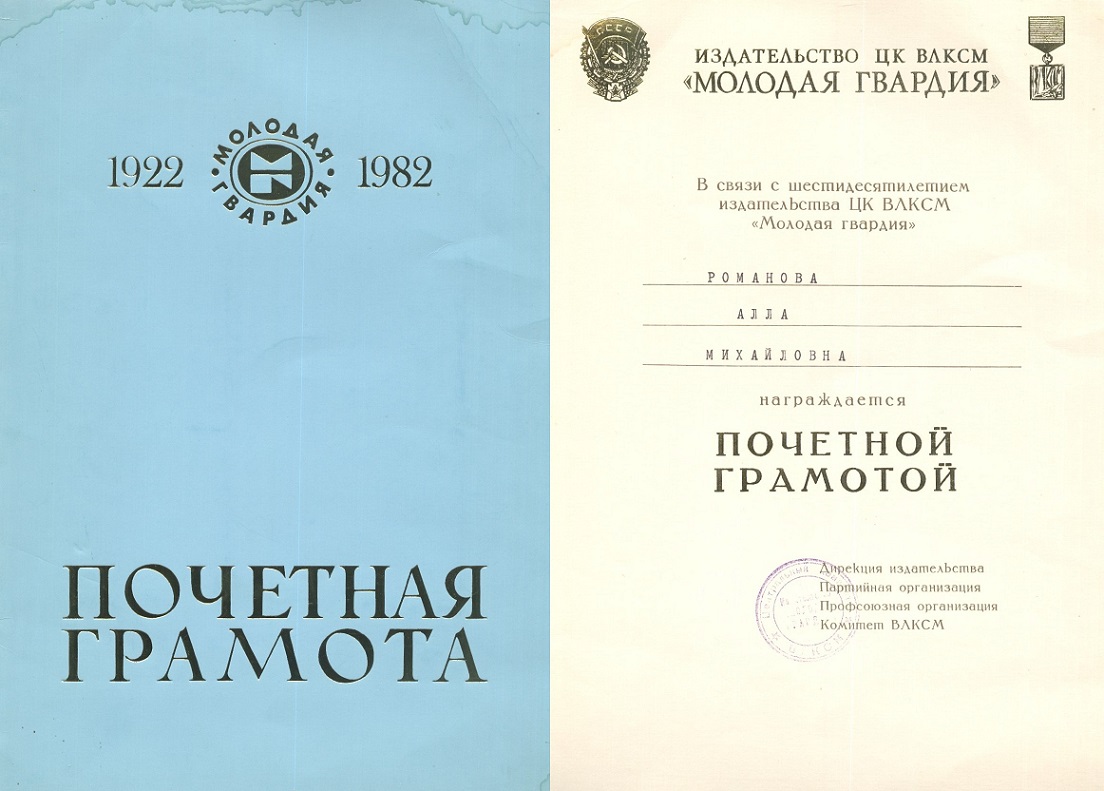 1922 МОЛОДАЯ ГВАРДИЯ 1982
ПОЧЕТНАЯ
ГРАМОТА
СССР
ИЗДАТЕЛЬСТВО ЦК ВЛКСМ
«МОЛОДАЯ ГВАРДИЯ»
В связи с шестидесятилетием
издательства ЦК ВЛКСМ
«Молодая гвардия»
РОМАНОВА
АЛЛА
МИХАЙЛОВНА
награждается
ПОЧЕТНОЙ
ГРАМОТОЙ
Дирекция издательства
Партийная организация
Профсоюзная организация
Комитет ВЛКСМ